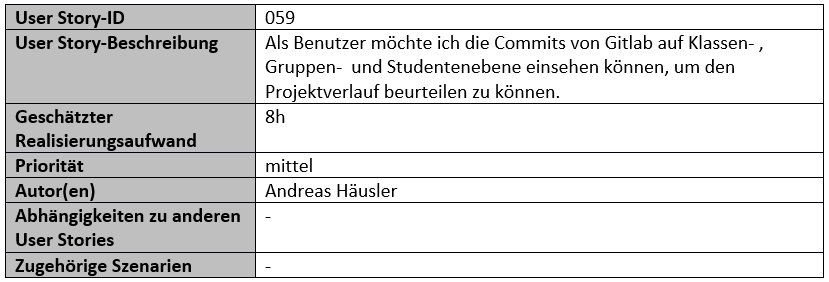 User Story-ID 059
User Story-Beschreibung Als Benutzer möchte ich die Commits von Gitlab auf Klassen- ,
Gruppen- und Studentenebene einsehen können, um den
Projektverlauf beurteilen zu können.
Geschätzter 8h
Realisierungsaufwand
Priorität mittel
Autor(en) Andreas Häusler
Abhängigkeiten zu anderen -
User Stories
Zugehörige Szenarien -